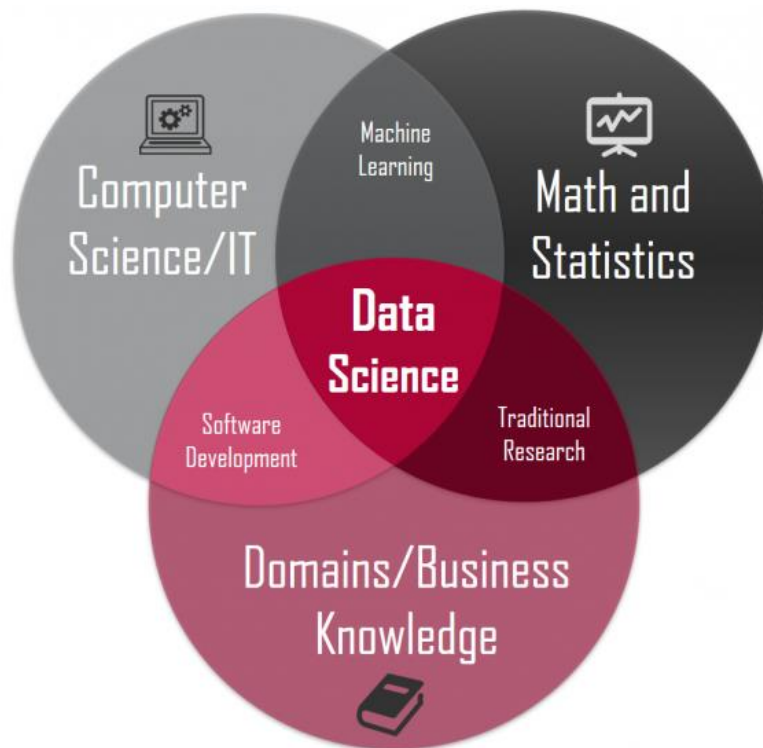 Machine
Learning
Computer
Science/IT
Math and
Statistics
Data
Science
Software
Development
Traditional
Research
Domains/Business
Knowledge